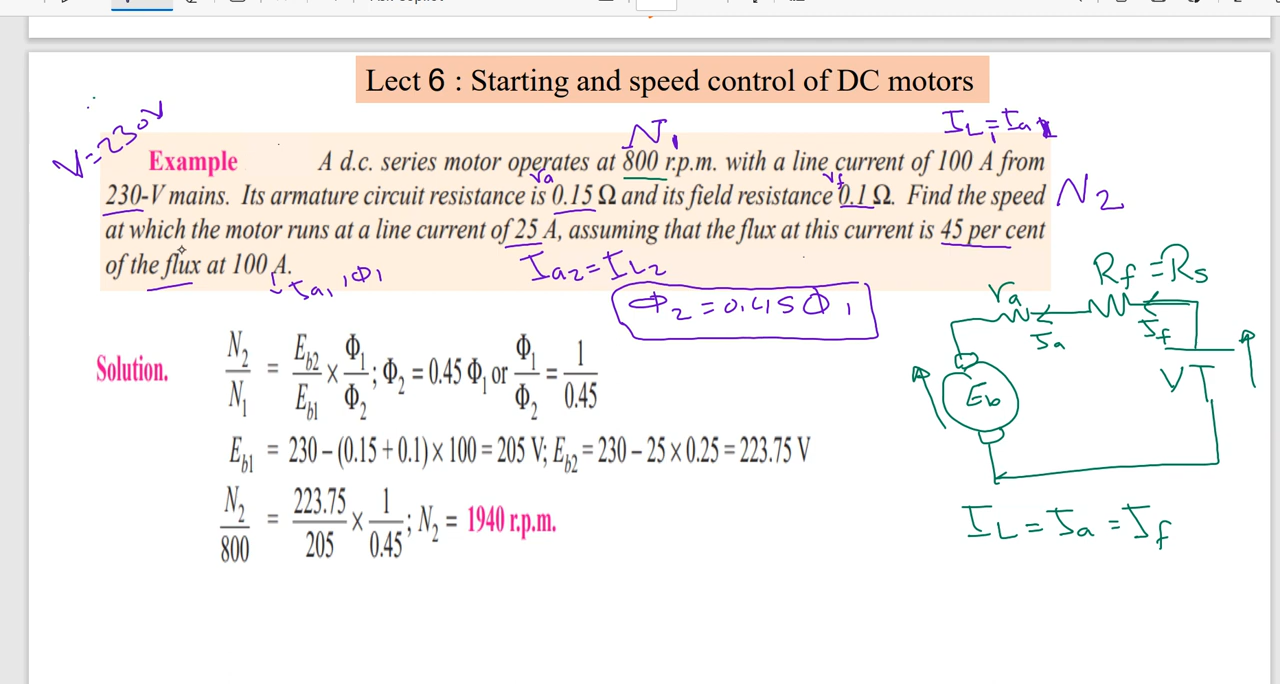 Lect 6 : Starting and speed control of DC motors
V=230V
N1
IL1=Ia1
Example A d.c. series motor operates at 800 r.p.m. with a line current of 100 A from
ra
rf
230-V mains. Its armature circuit resistance is 0.15 Ω and its field resistance 0.1 Ω. Find the speed
N2
at which the motor runs at a line current of 25 A, assuming that the flux at this current is 45 per cent
of the flux at 100 A.
Ia1, Φ1
Ia2=IL2
Φ2=0.45Φ1
Rf=Rs
ra
Ia
If
VT
Eb
IL=Ia=If
Solution. N2/N1 = Eb2/Eb1 × Φ1/Φ2 ; Φ2 = 0.45 Φ1 or Φ1/Φ2 = 1/0.45
Eb1 = 230 – (0.15 + 0.1) × 100 = 205 V; Eb2 = 230 – 25 × 0.25 = 223.75 V
N2/800 = 223.75/205 × 1/0.45 ; N2 = 1940 r.p.m.